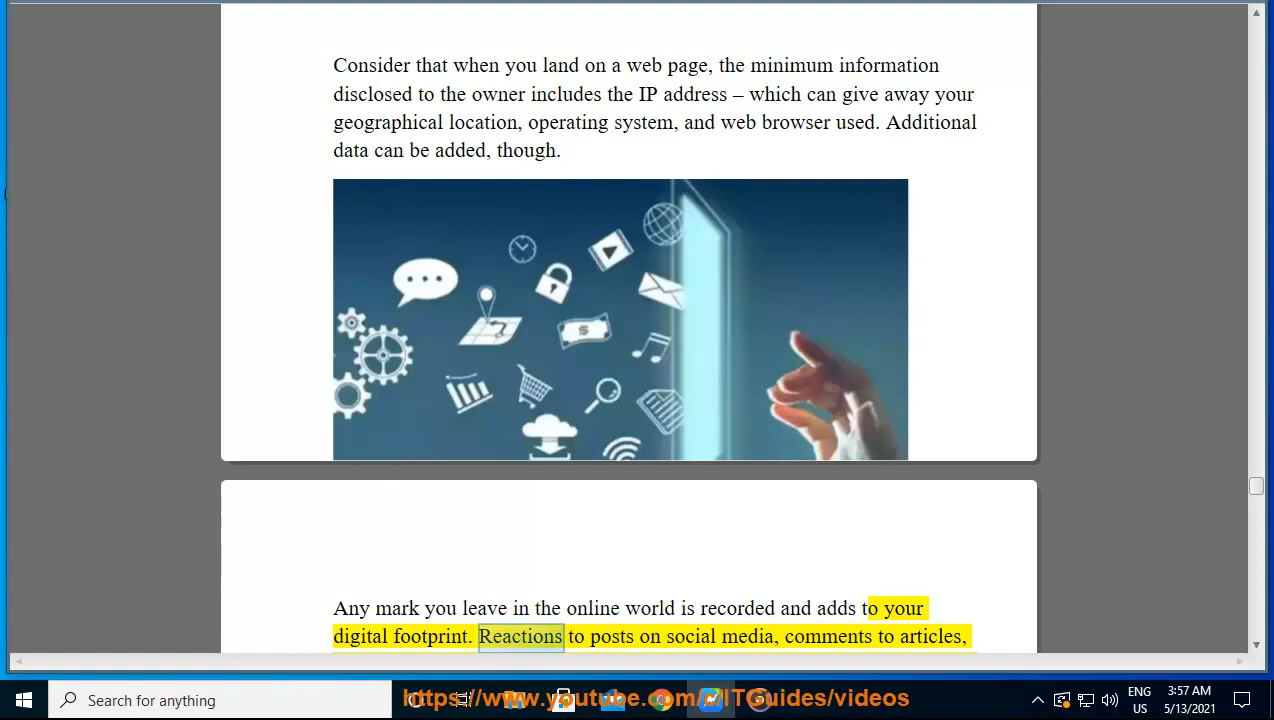 Consider that when you land on a web page, the minimum information
disclosed to the owner includes the IP address – which can give away your
geographical location, operating system, and web browser used. Additional
data can be added, though.
$
Any mark you leave in the online world is recorded and adds to your
digital footprint. Reactions to posts on social media, comments to articles,
Search for anything
https://www.youtube.com/c/ITGuides/videos
ENG
US
3:57 AM
5/13/2021